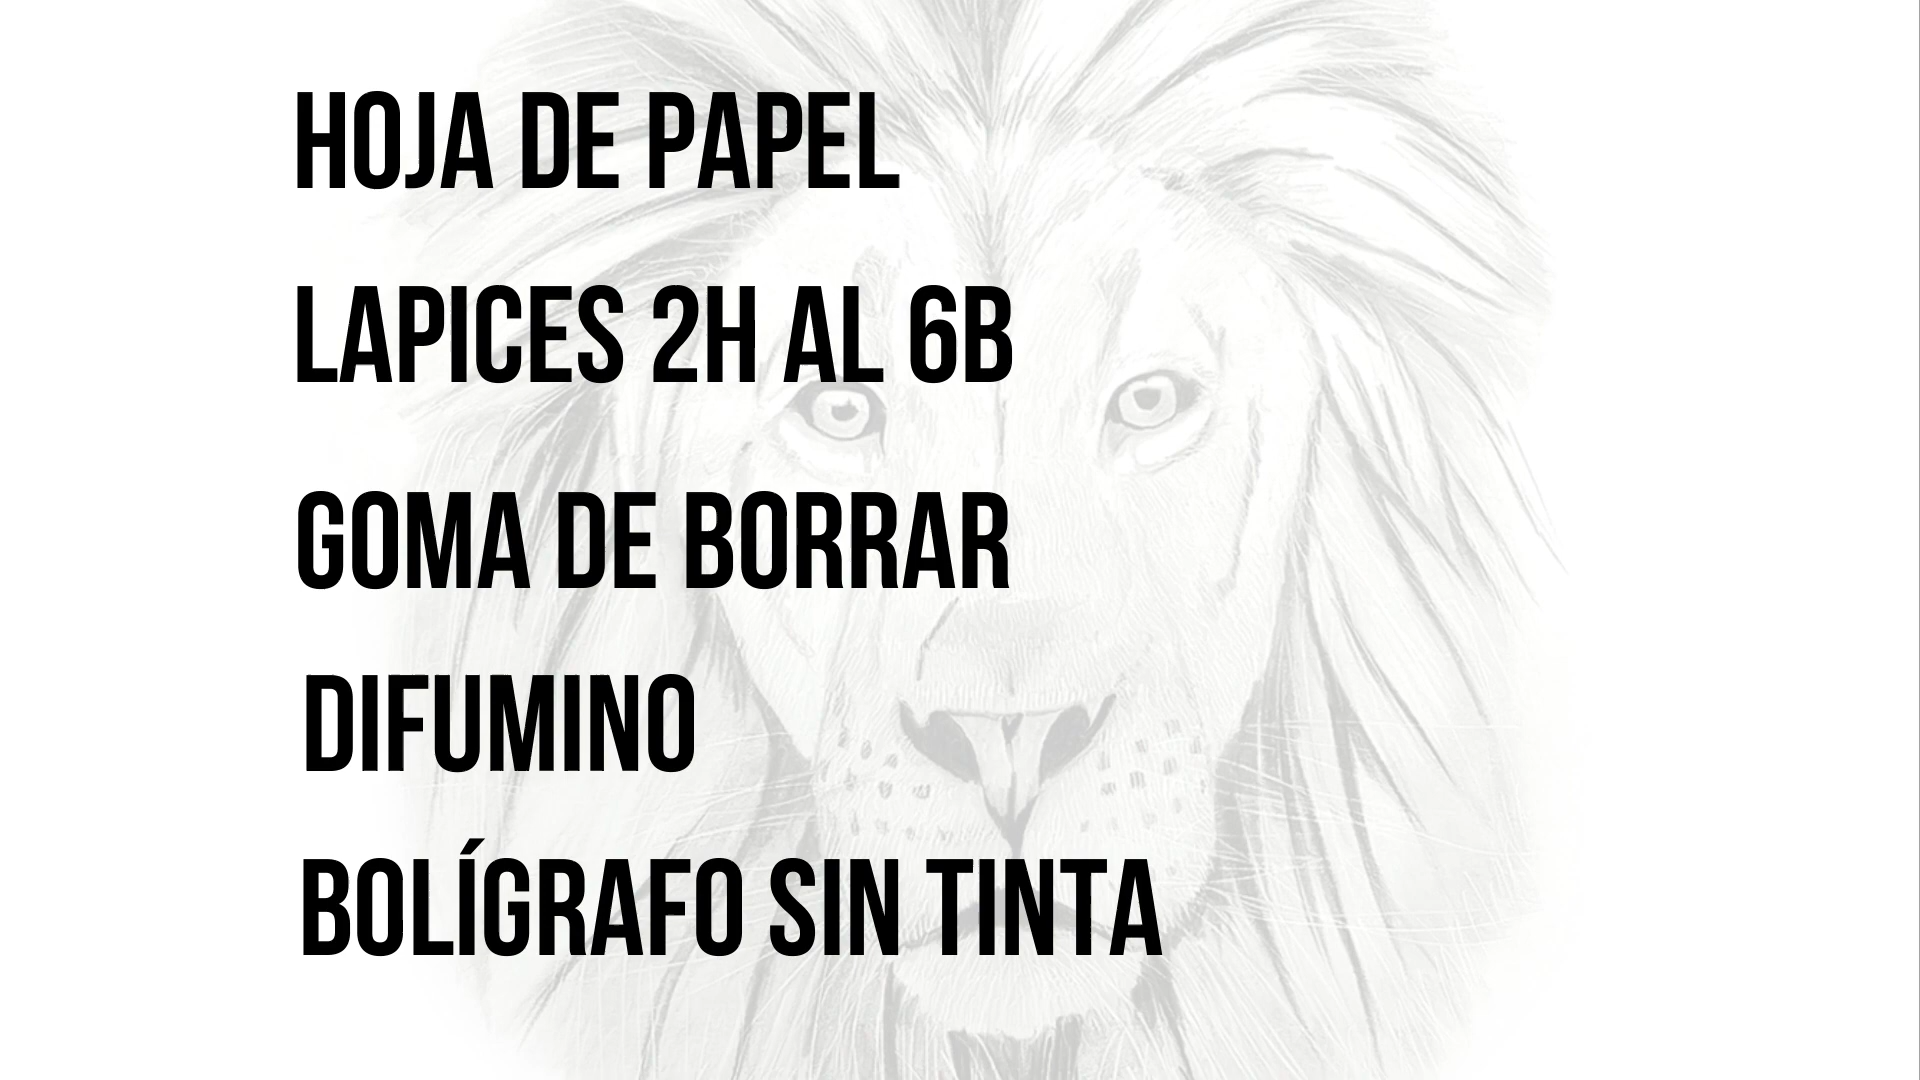 HOJA DE PAPEL
LAPICES 2H AL 6B
GOMA DE BORRAR
DIFUMINO
BOLÍGRAFO SIN TINTA